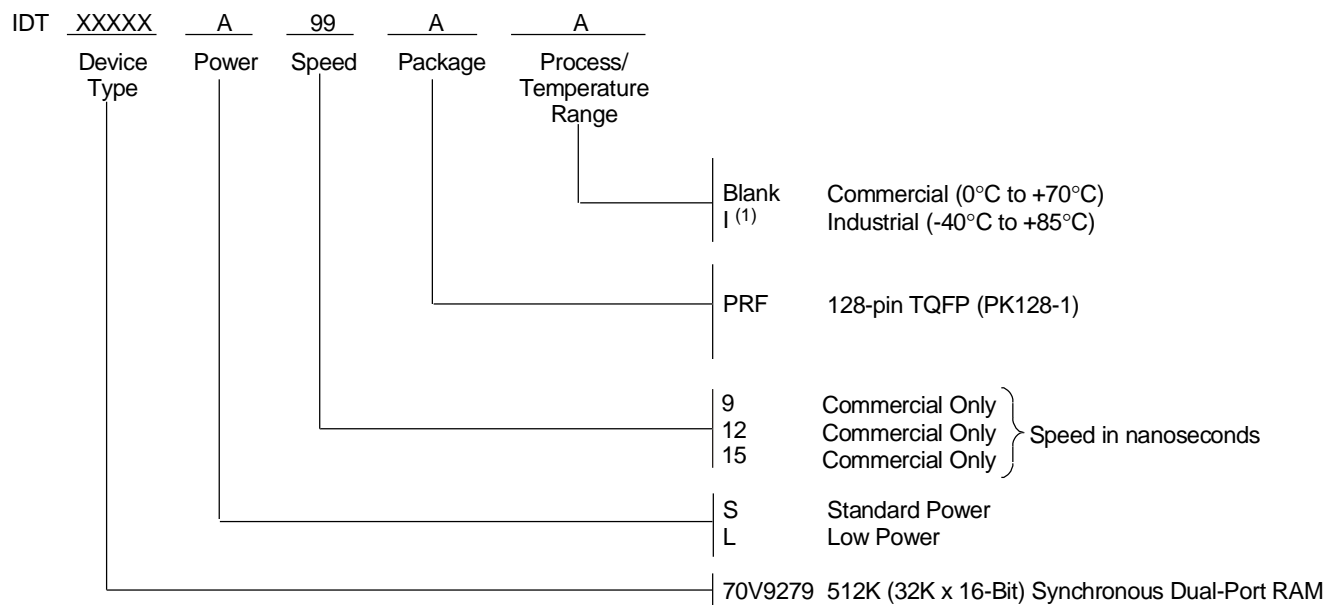 IDT XXXXX A 99 A A
Device Type Power Speed Package Process/ Temperature Range
Blank Commercial (0°C to +70°C)
I (1) Industrial (-40°C to +85°C)
PRF 128-pin TQFP (PK128-1)
9 Commercial Only
12 Commercial Only Speed in nanoseconds
15 Commercial Only
S Standard Power
L Low Power
70V9279 512K (32K x 16-Bit) Synchronous Dual-Port RAM